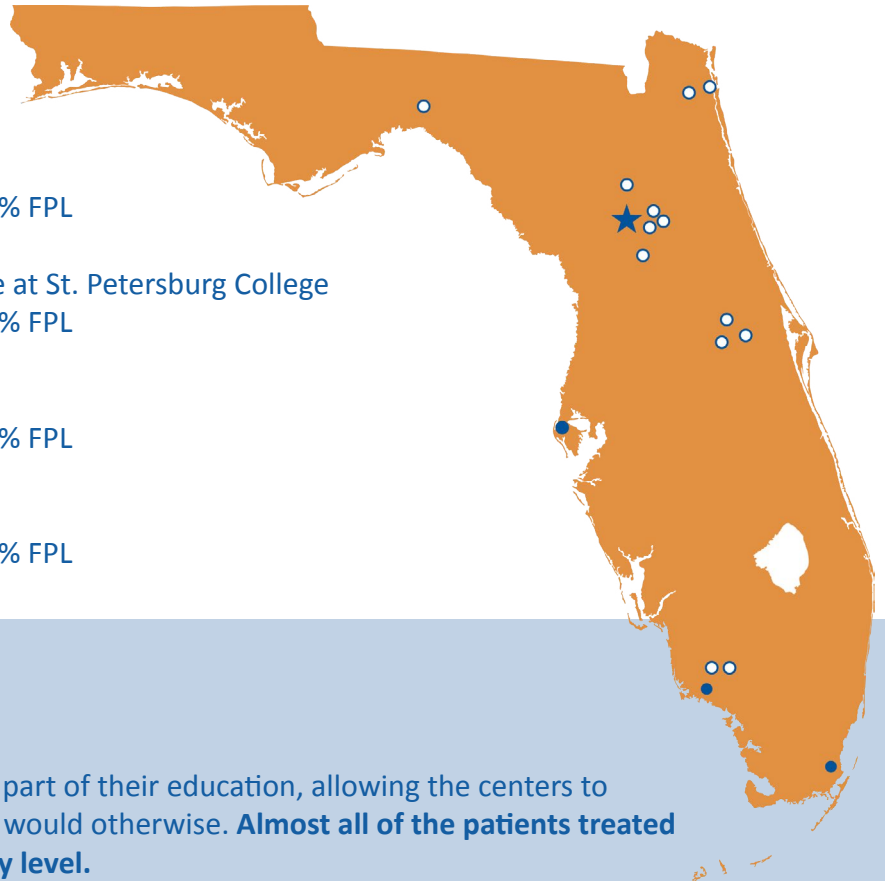 % FPL
e at St. Petersburg College
% FPL
% FPL
% FPL
part of their education, allowing the centers to
would otherwise. Almost all of the patients treated
y level.